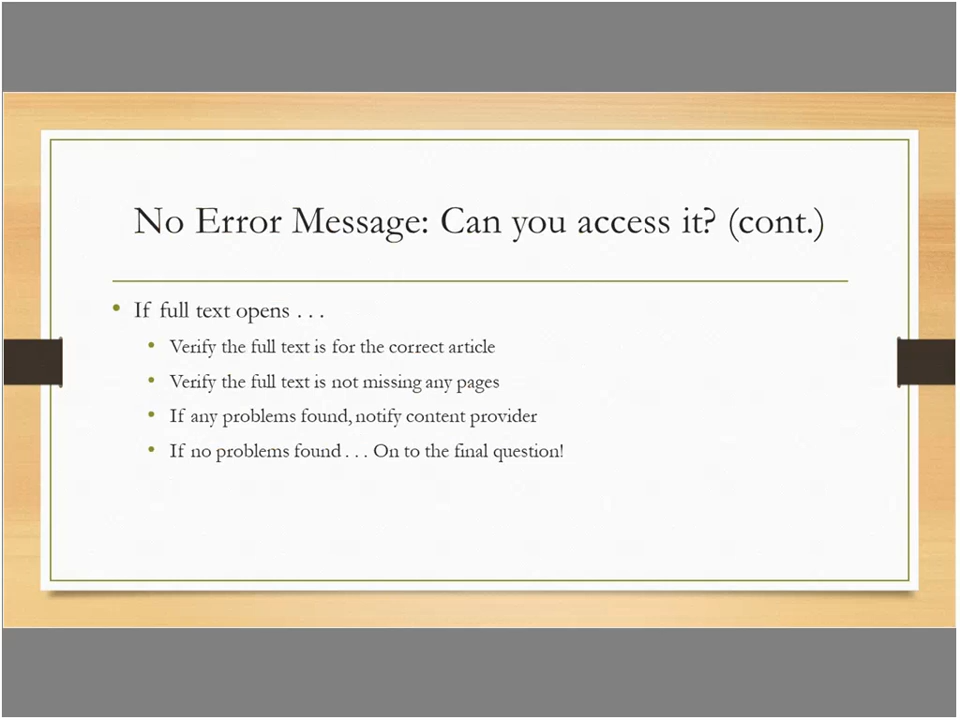 No Error Message: Can you access it? (cont.)
• If full text opens . . .
• Verify the full text is for the correct article
• Verify the full text is not missing any pages
• If any problems found, notify content provider
• If no problems found . . . On to the final question!